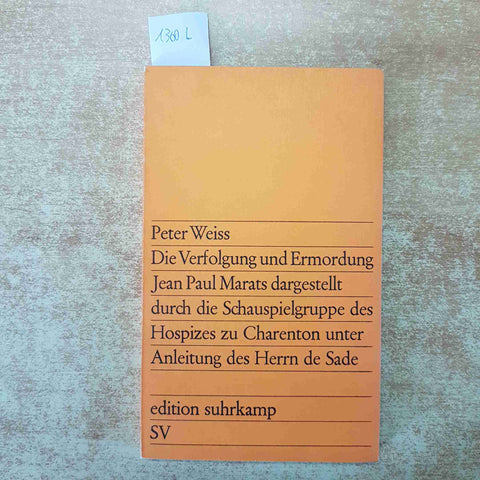 1360 L
Peter Weiss
Die Verfolgung und Ermordung
Jean Paul Marats dargestellt
durch die Schauspielgruppe des
Hospizes zu Charenton unter
Anleitung des Herrn de Sade
edition suhrkamp
SV